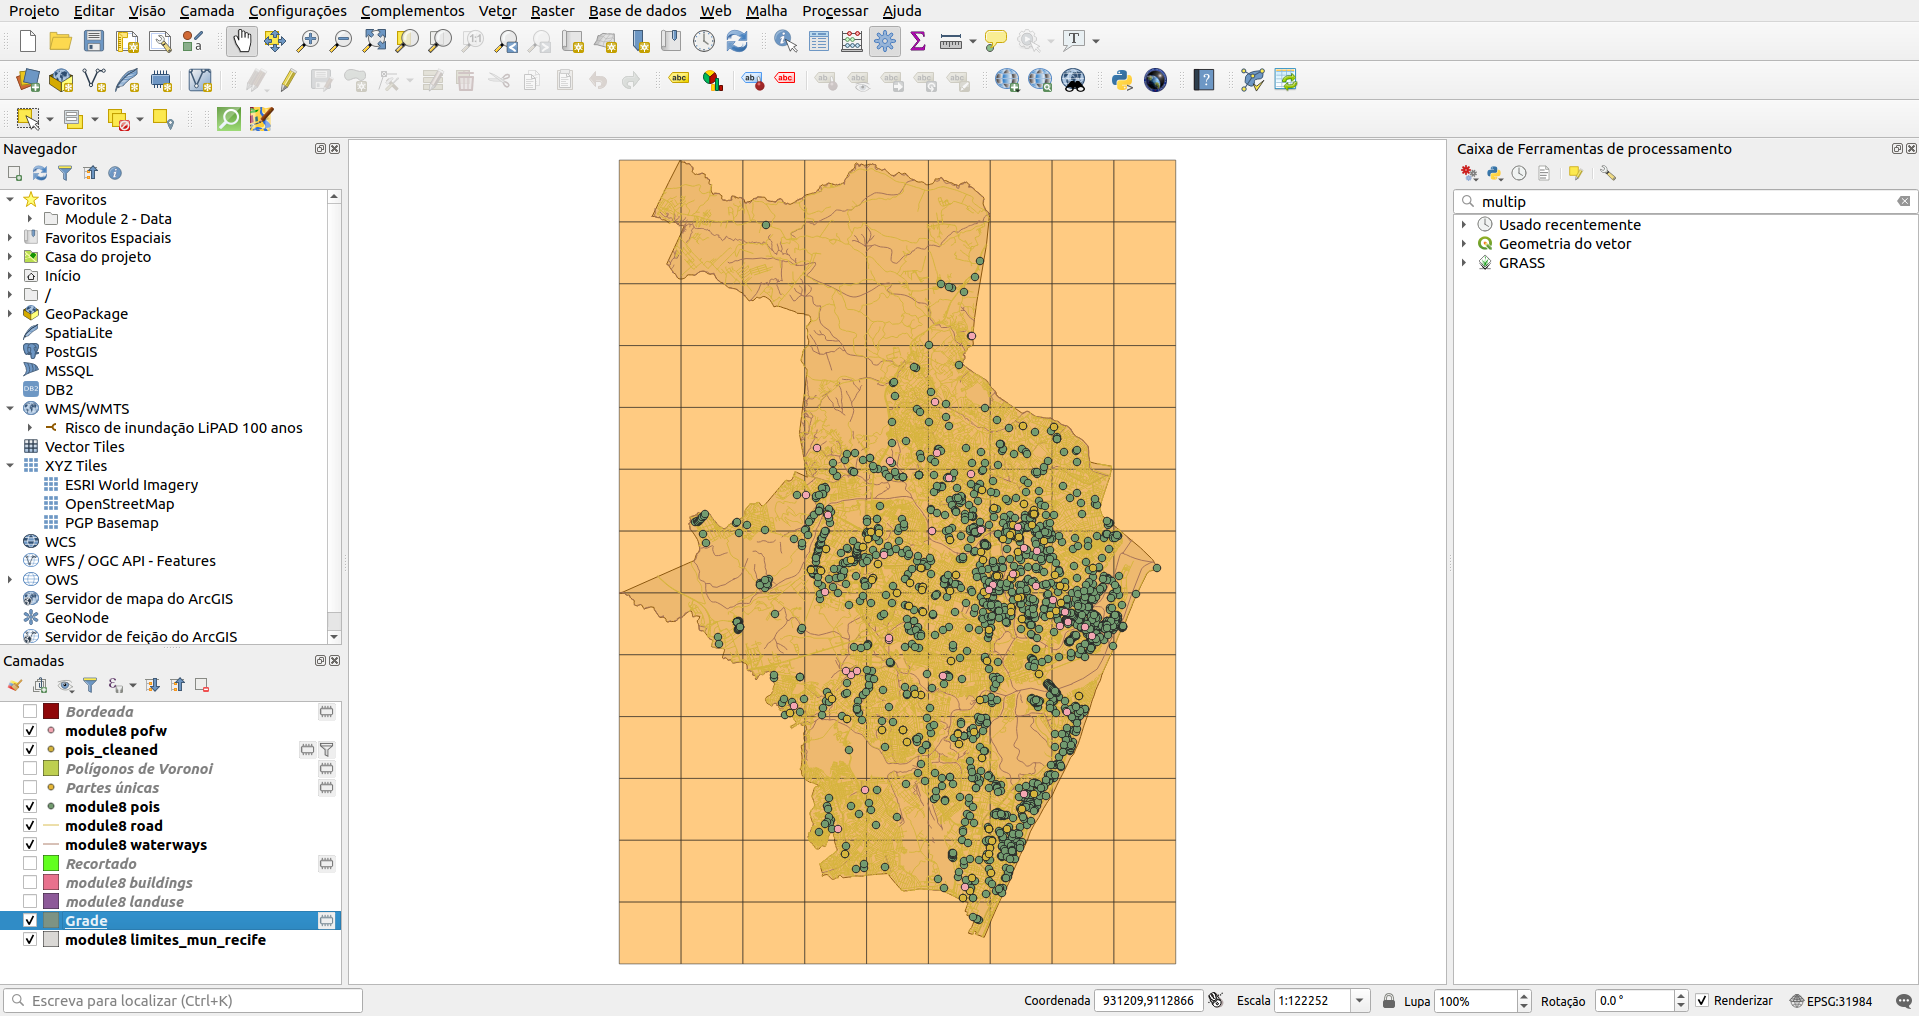 Projeto Editar Visão Camada Configurações Complementos Vetor Raster Base de dados Web Malha Processar Ajuda
Navegador
Favoritos
Module 2 - Data
Favoritos Espaciais
Casa do projeto
Início
/
GeoPackage
SpatiaLite
PostGIS
MSSQL
DB2
WMS/WMTS
Risco de inundação LiPAD 100 anos
Vector Tiles
XYZ Tiles
ESRI World Imagery
OpenStreetMap
PGP Basemap
WCS
WFS / OGC API - Features
OWS
Servidor de mapa do ArcGIS
GeoNode
Servidor de feição do ArcGIS
Camadas
Bordeada
module8 pofw
pois_cleaned
Polígonos de Voronoi
Partes únicas
module8 pois
module8 road
module8 waterways
Recortado
module8 buildings
module8 landuse
Grade
module8 limites_mun_recife
Caixa de Ferramentas de processamento
multip
Usado recentemente
Geometria do vetor
GRASS
Escreva para localizar (Ctrl+K)
Coordenada 931209,9112866 Escala 1:122252 Lupa 100% Rotação 0.0 ° Renderizar EPSG:31984